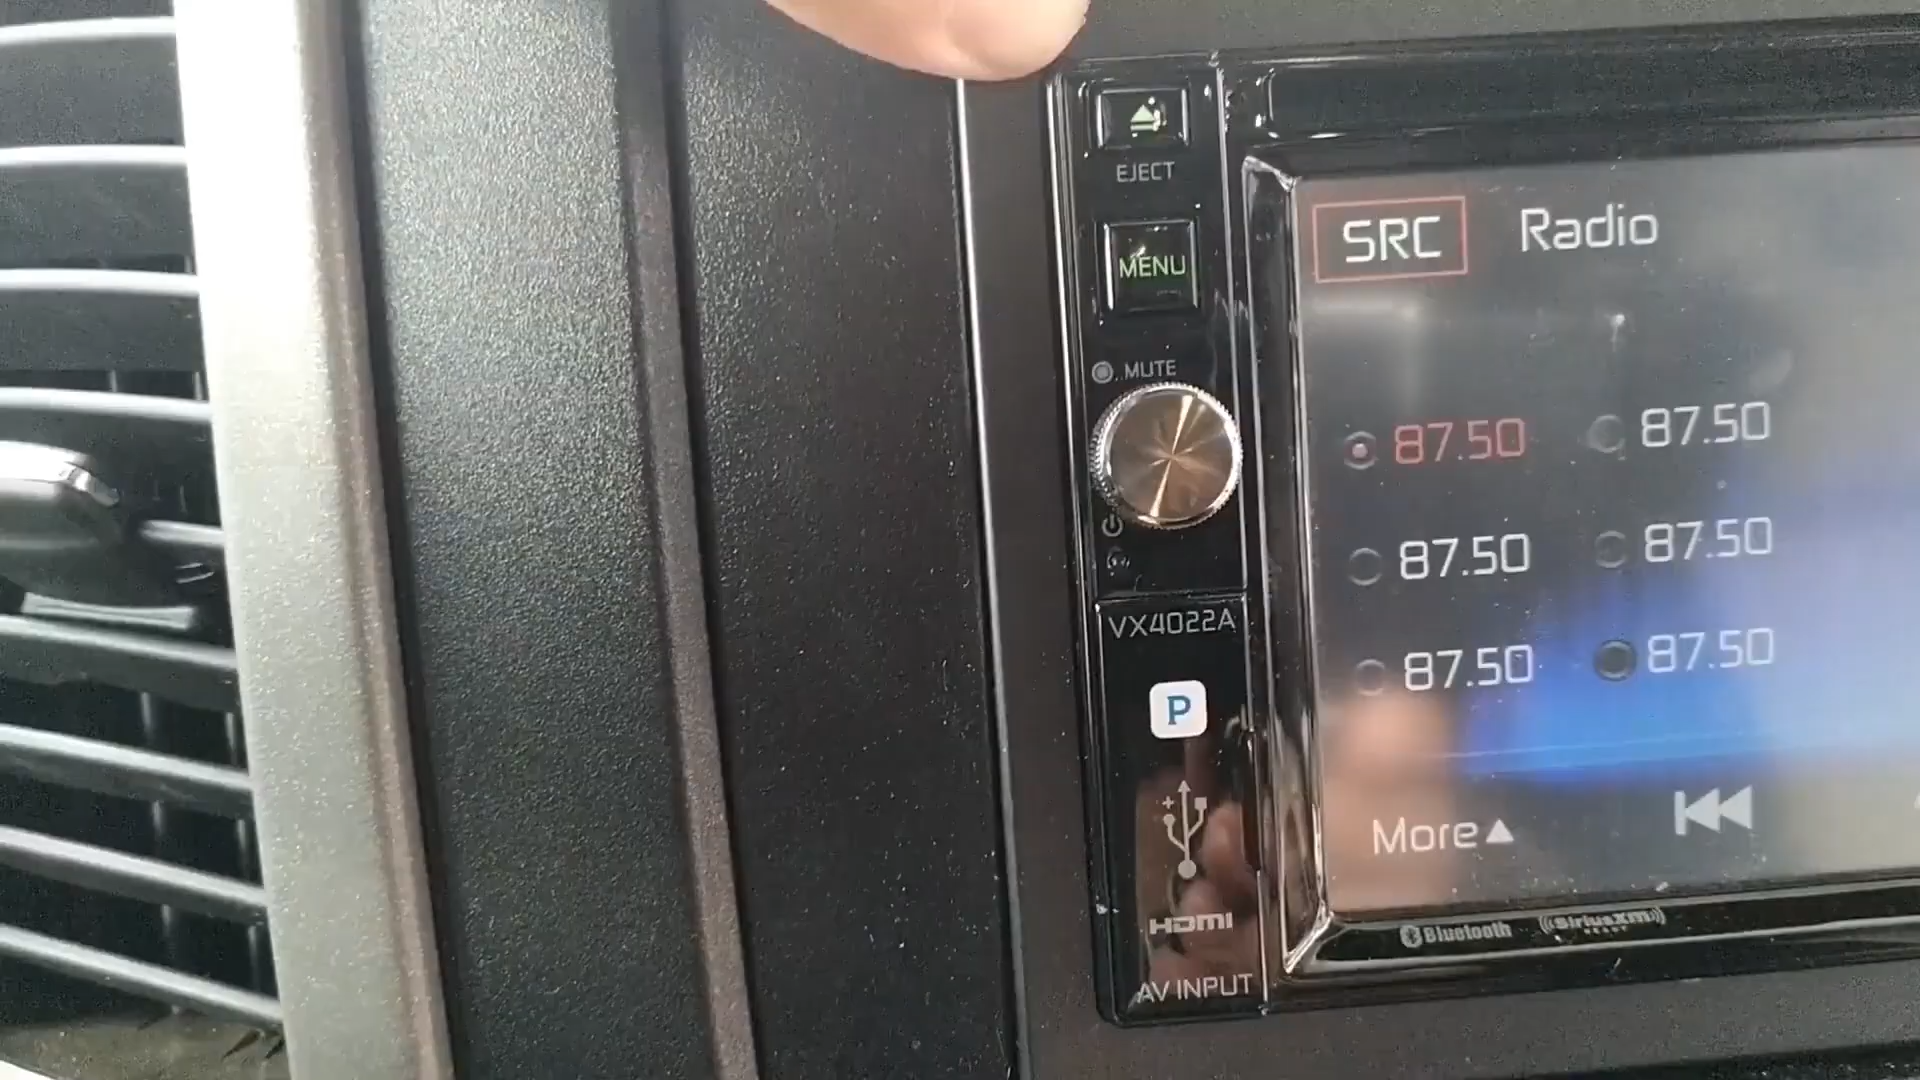 EJECT
MENU
MUTE
VX4022A
P
HDMI
AV INPUT
SRC Radio
87.50 87.50
87.50 87.50
87.50 87.50
More
Bluetooth ((SiriusXM))